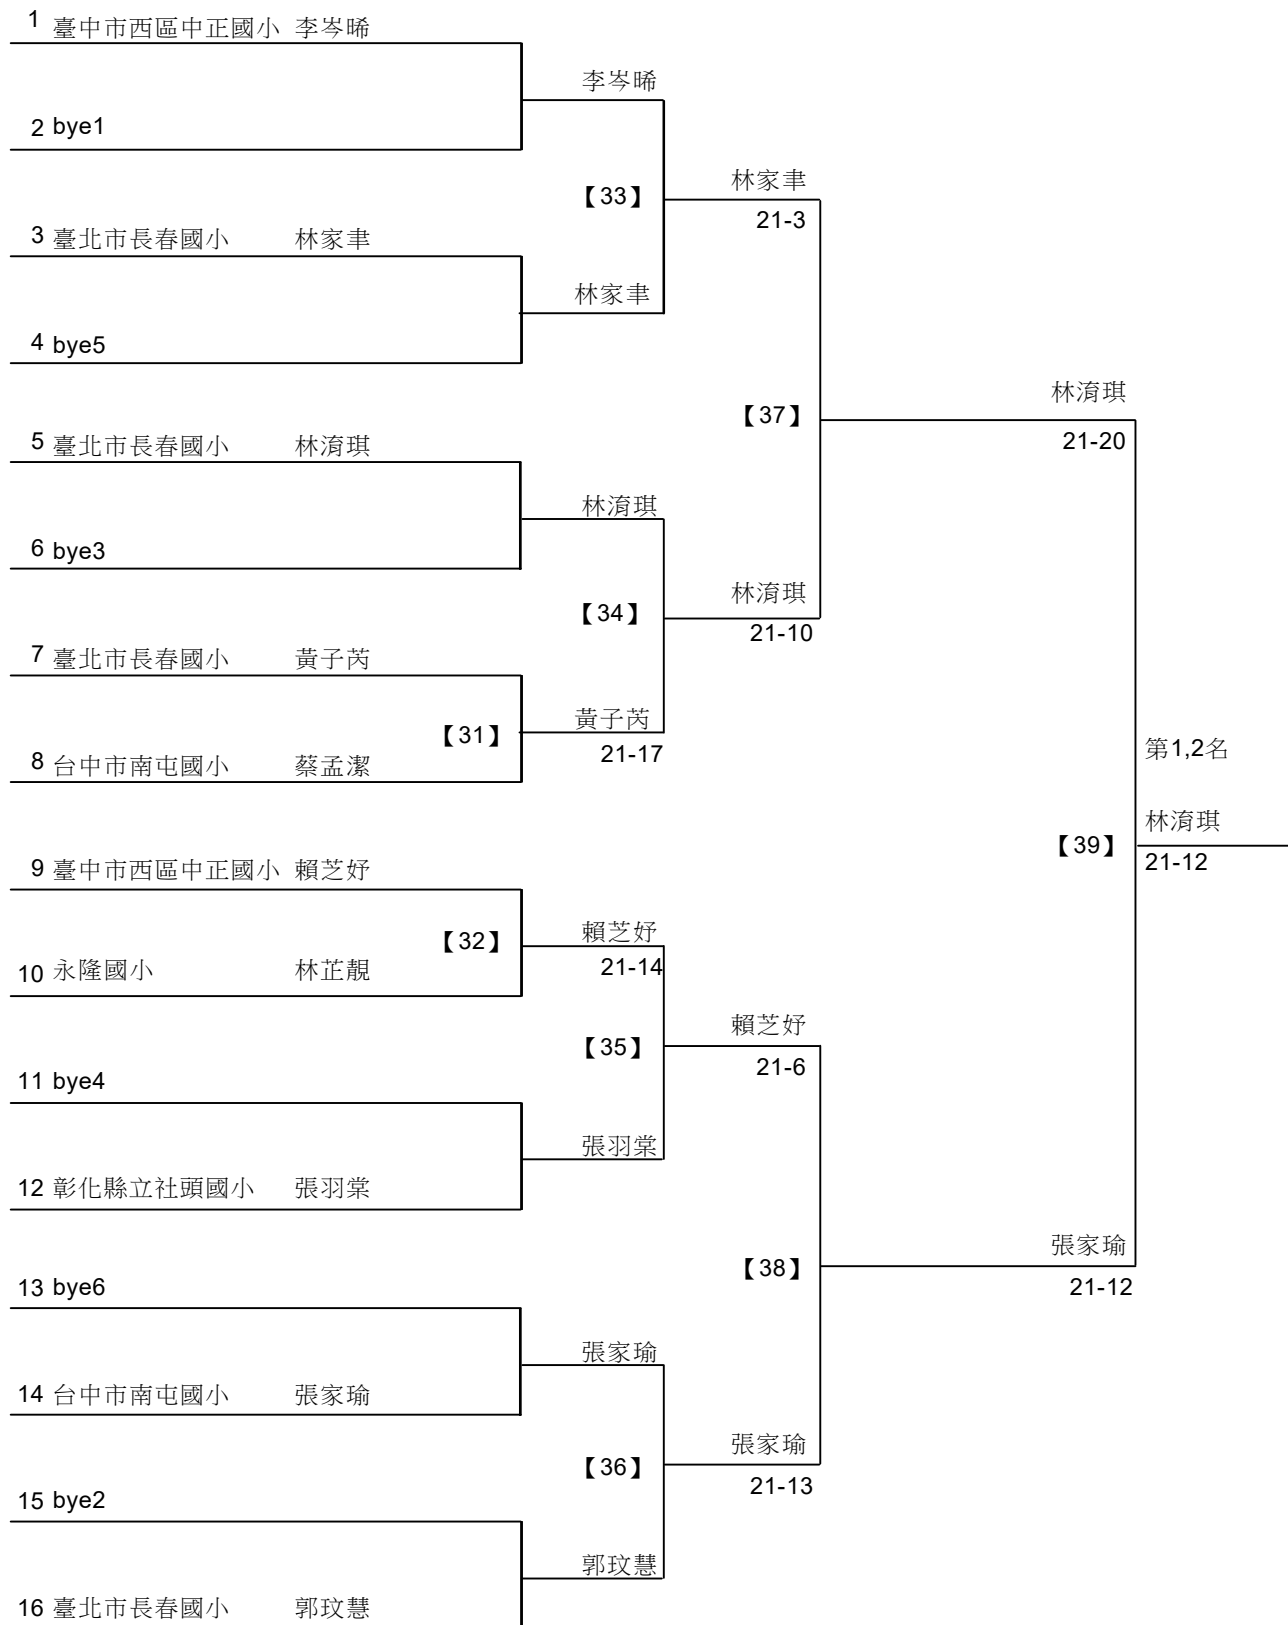 1 臺中市西區中正國小 李岑晞
李岑晞
2 bye1
【33】
林家聿
21-3
3 臺北市長春國小 林家聿
林家聿
4 bye5
【37】
林淯琪
21-20
5 臺北市長春國小 林淯琪
林淯琪
6 bye3
【34】
林淯琪
21-10
7 臺北市長春國小 黃子芮
【31】
黃子芮
21-17
8 台中市南屯國小 蔡孟潔
第1,2名
【39】
林淯琪
21-12
9 臺中市西區中正國小 賴芝妤
【32】
賴芝妤
21-14
10 永隆國小 林芷靚
【35】
賴芝妤
21-6
11 bye4
張羽棠
12 彰化縣立社頭國小 張羽棠
【38】
張家瑜
21-12
13 bye6
張家瑜
14 台中市南屯國小 張家瑜
【36】
張家瑜
21-13
15 bye2
郭玟慧
16 臺北市長春國小 郭玟慧